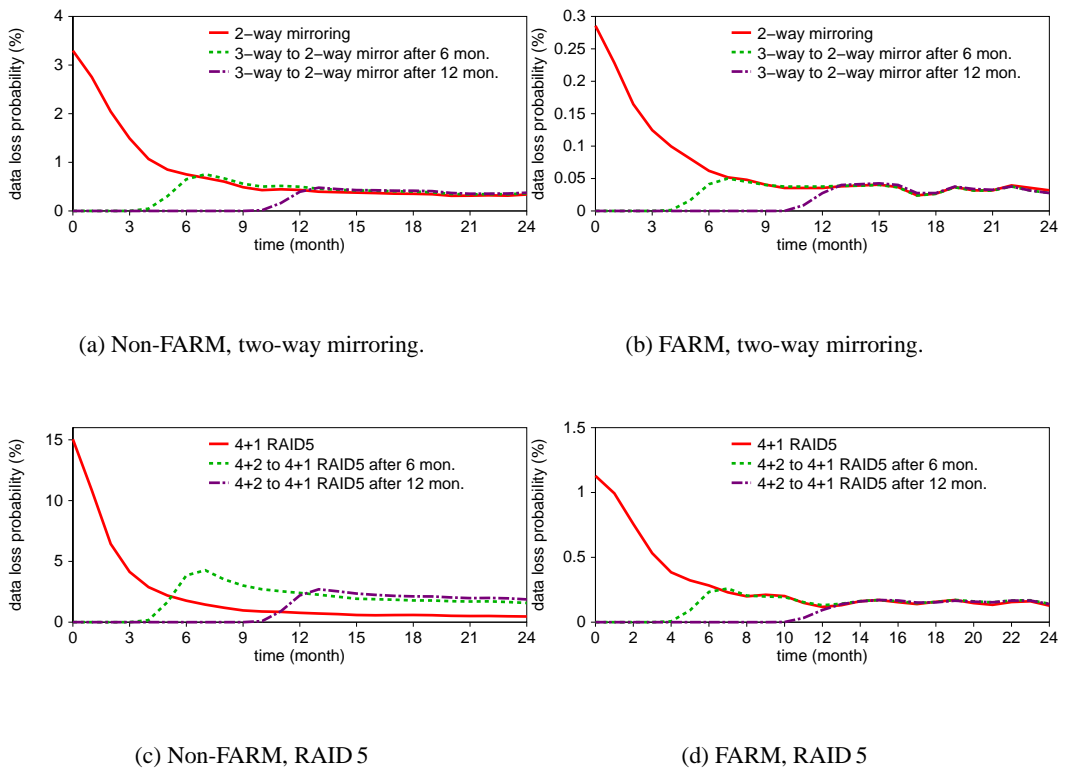 data loss probability (%)
4
3
2
1
0
2−way mirroring
3−way to 2−way mirror after 6 mon.
3−way to 2−way mirror after 12 mon.
0 3 6 9 12 15 18 21 24
time (month)
(a) Non-FARM, two-way mirroring.
data loss probability (%)
0.3
0.25
0.2
0.15
0.1
0.05
0
2−way mirroring
3−way to 2−way mirror after 6 mon.
3−way to 2−way mirror after 12 mon.
0 3 6 9 12 15 18 21 24
time (month)
(b) FARM, two-way mirroring.
data loss probability (%)
15
10
5
0
4+1 RAID5
4+2 to 4+1 RAID5 after 6 mon.
4+2 to 4+1 RAID5 after 12 mon.
0 3 6 9 12 15 18 21 24
time (month)
(c) Non-FARM, RAID 5
data loss probability (%)
1.5
1
0.5
0
4+1 RAID5
4+2 to 4+1 RAID5 after 6 mon.
4+2 to 4+1 RAID5 after 12 mon.
0 2 4 6 8 10 12 14 16 18 20 22 24
time (month)
(d) FARM, RAID 5